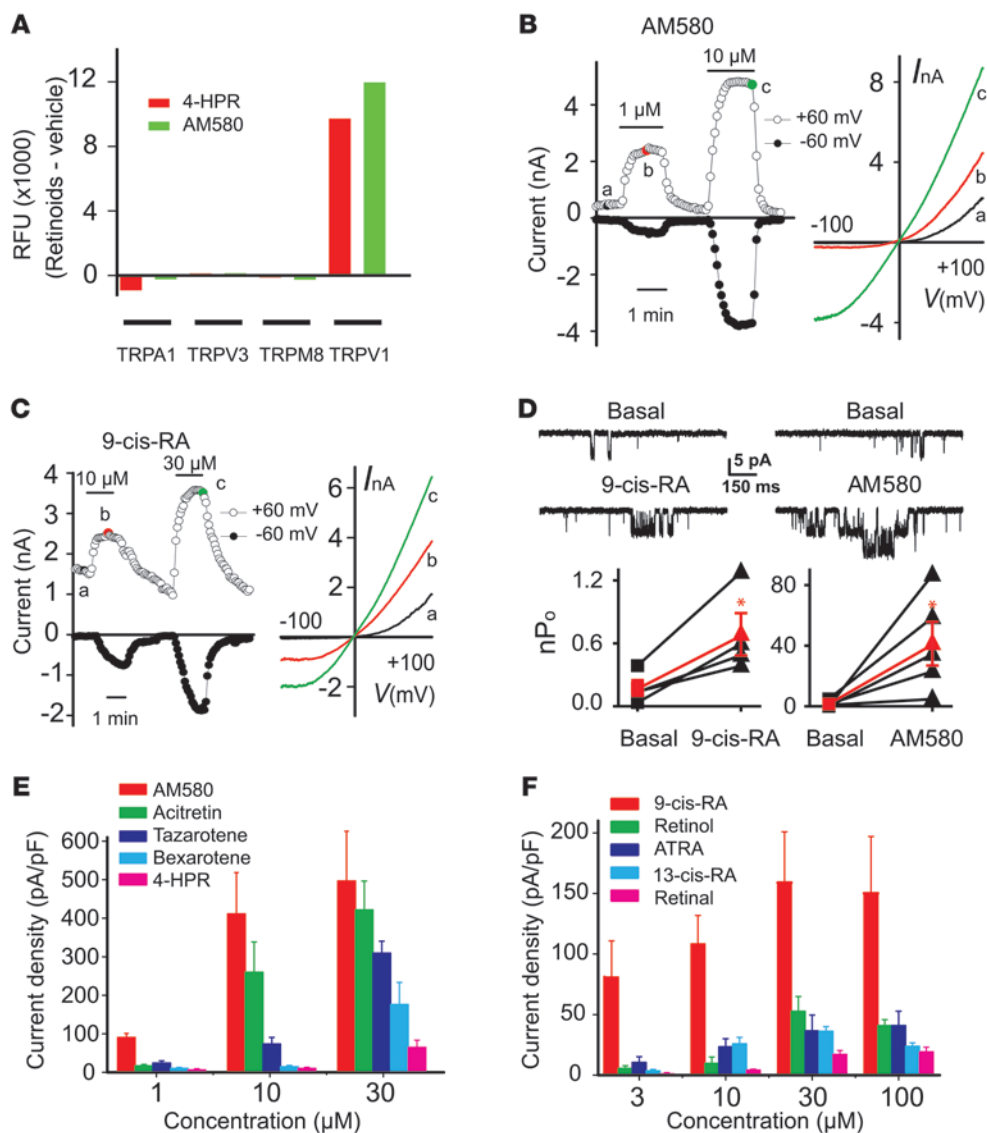 A
RFU (x1000)
(Retinoids - vehicle)
12
8
4
0
4-HPR
AM580
TRPA1 TRPV3 TRPM8 TRPV1
B
AM580
Current (nA)
4
2
0
-2
-4
1 µM
10 µM
a
b
c
+60 mV
-60 mV
1 min
8
4
-4
InA
c
b
a
-100
+100
V(mV)
C
9-cis-RA
Current (nA)
4
3
2
1
0
-1
-2
10 µM
30 µM
a
b
c
+60 mV
-60 mV
1 min
6
4
2
-2
InA
c
b
a
-100
+100
V(mV)
D
Basal Basal
5 pA
150 ms
9-cis-RA AM580
nPo
1.2
0.6
0.0
*
Basal 9-cis-RA
80
40
0
*
Basal AM580
E
Current density (pA/pF)
600
500
400
300
200
100
0
AM580
Acitretin
Tazarotene
Bexarotene
4-HPR
1 10 30
Concentration (µM)
F
Current density (pA/pF)
200
150
100
50
0
9-cis-RA
Retinol
ATRA
13-cis-RA
Retinal
3 10 30 100
Concentration (µM)